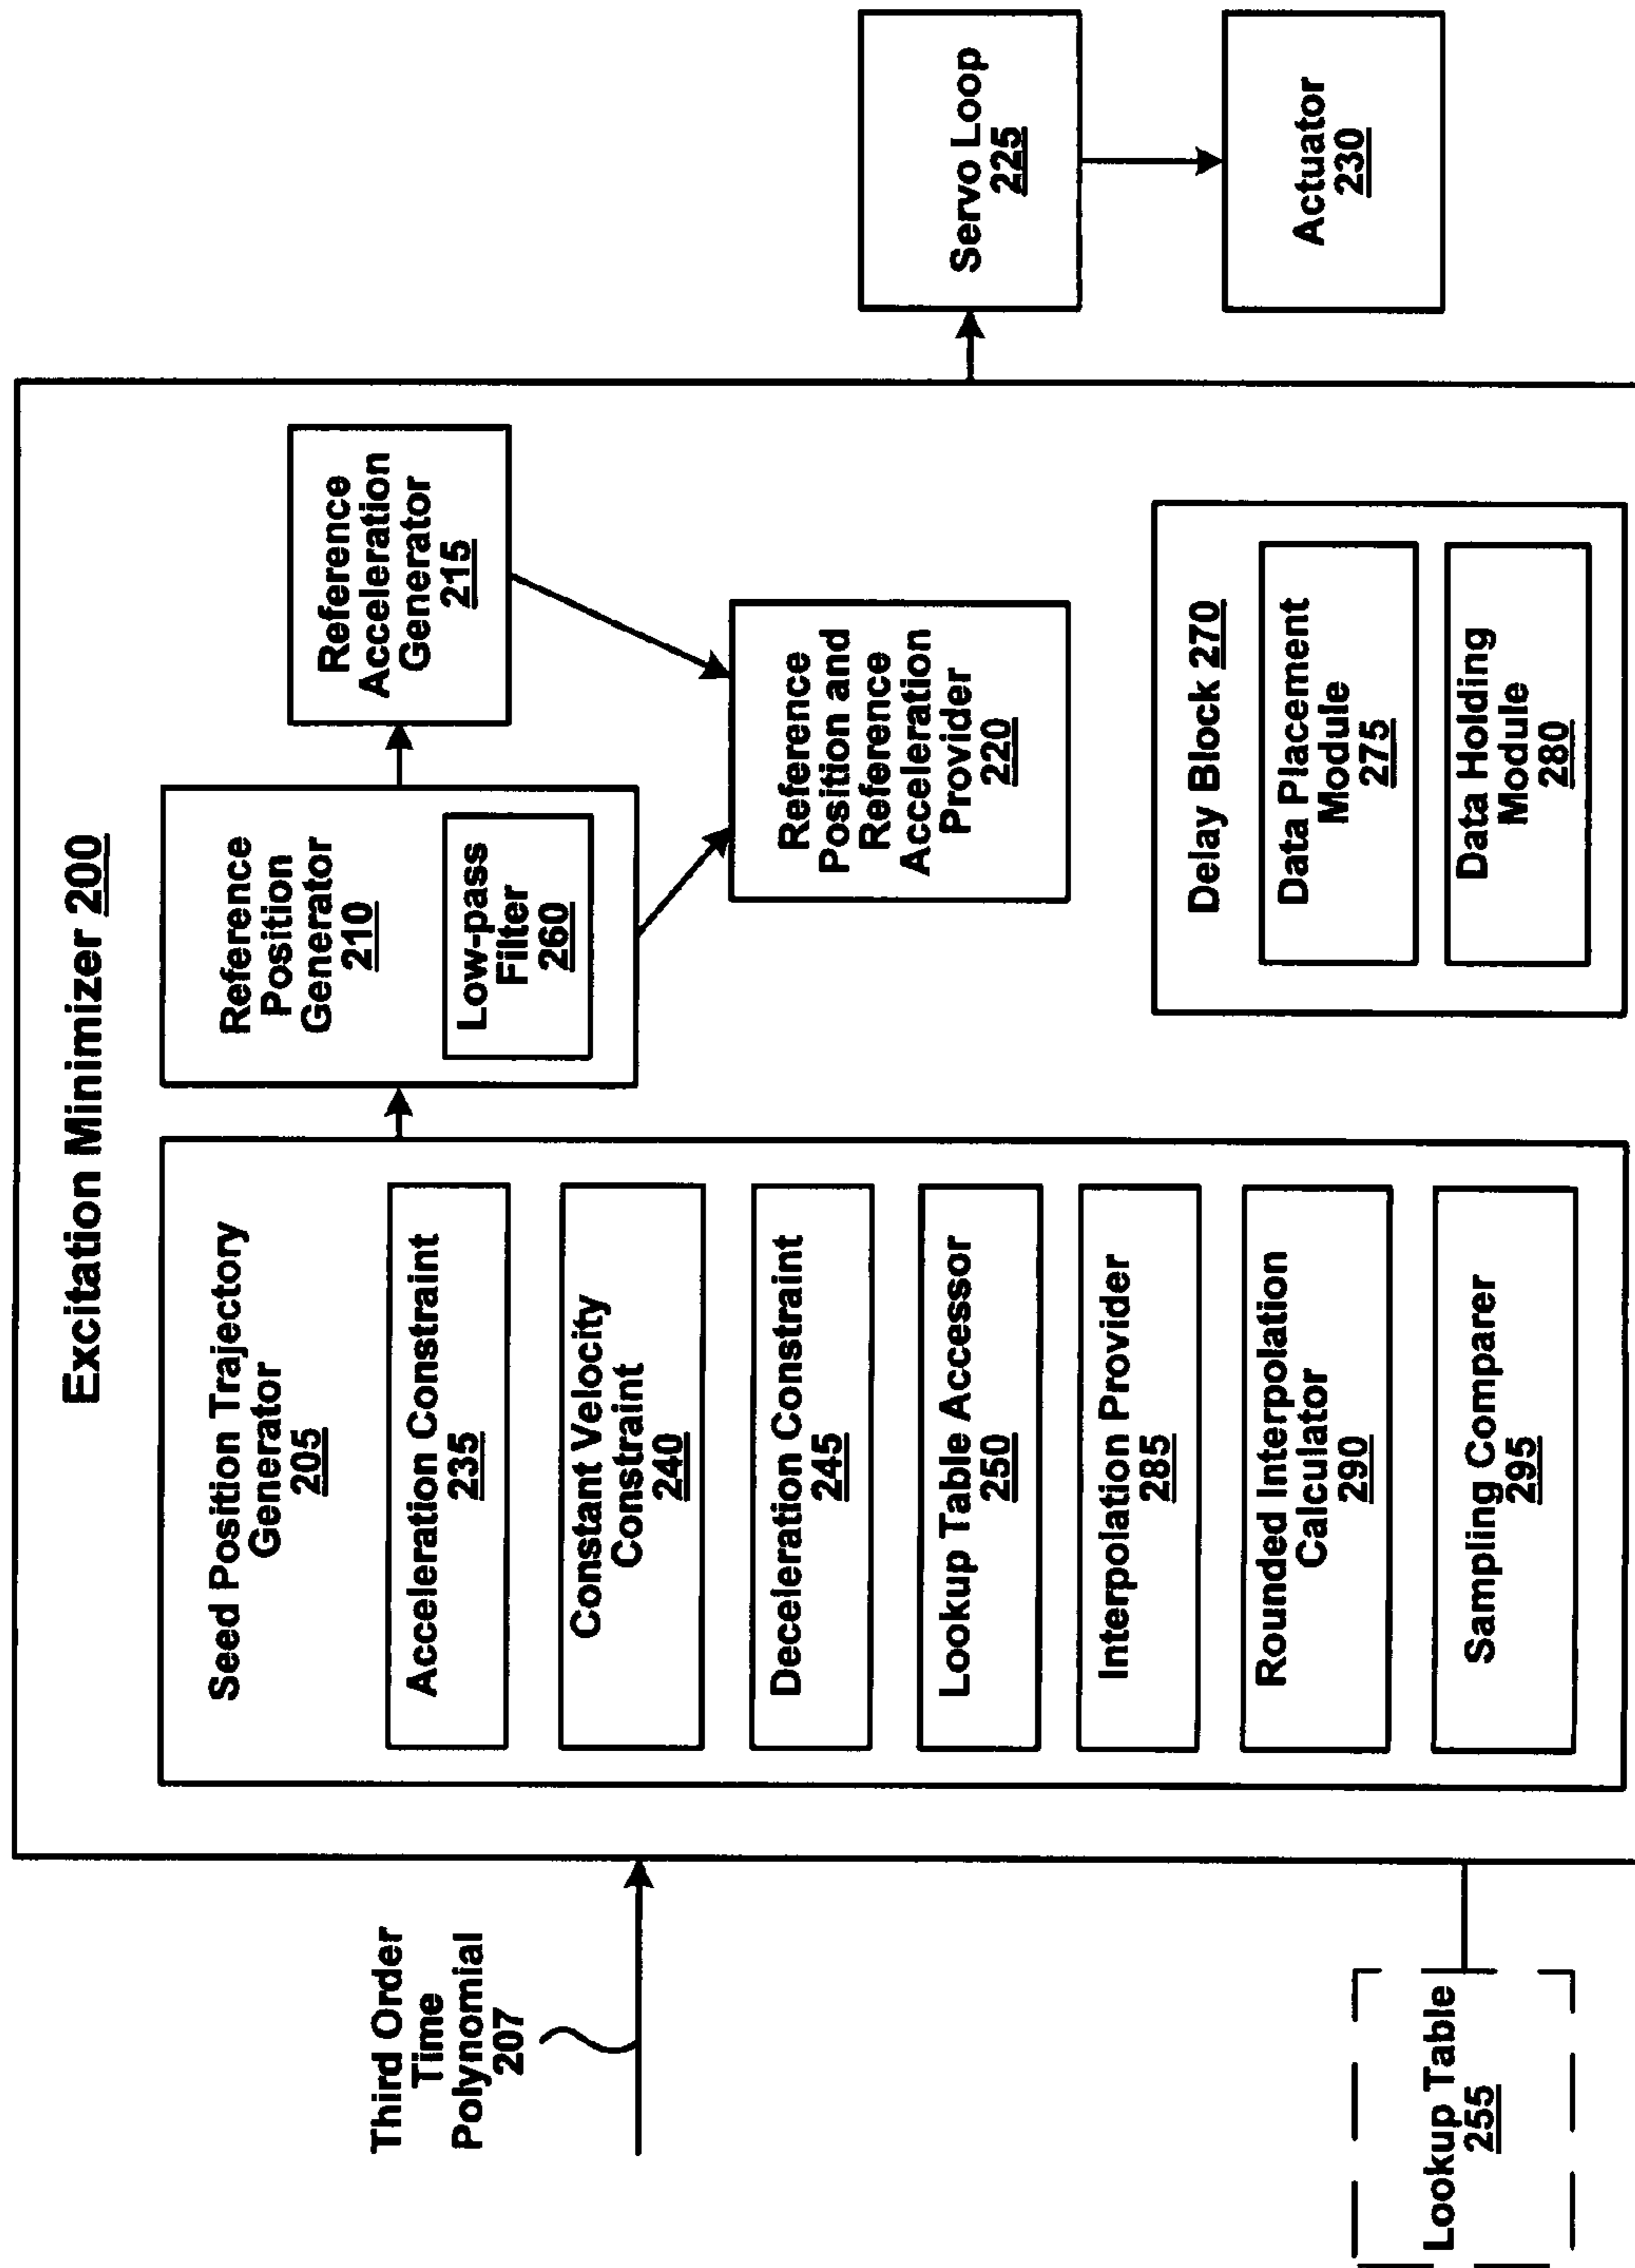 Excitation Minimizer 200
Third Order
Time
Polynomial
207
Lookup Table
255
Seed Position Trajectory
Generator
205
Acceleration Constraint
235
Constant Velocity
Constraint
240
Deceleration Constraint
245
Lookup Table Accessor
250
Interpolation Provider
285
Rounded Interpolation
Calculator
290
Sampling Comparer
295
Reference
Position
Generator
210
Low-pass
Filter
260
Reference
Acceleration
Generator
215
Reference
Position and
Reference
Acceleration
Provider
220
Delay Block 270
Data Placement
Module
275
Data Holding
Module
280
Servo Loop
225
Actuator
230